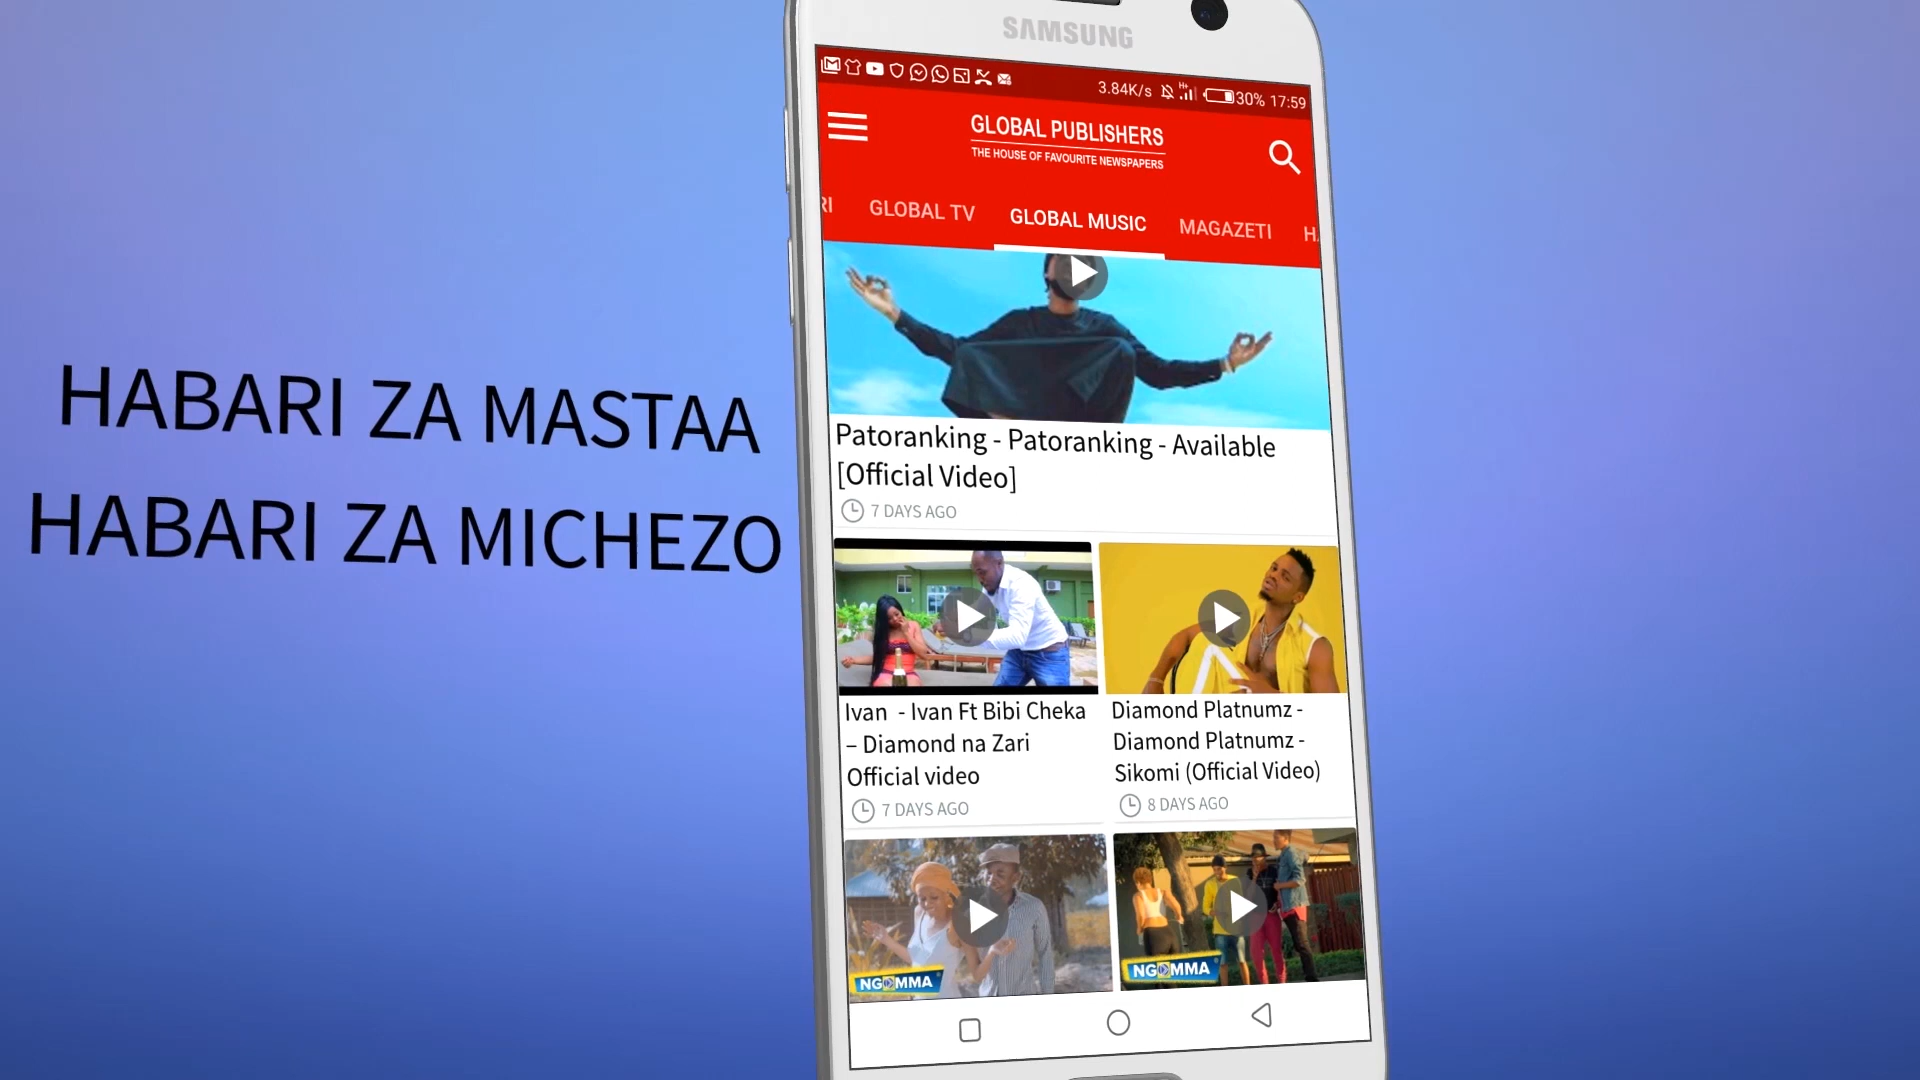 HABARI ZA MASTAA
HABARI ZA MICHEZO
SAMSUNG
3.84K/s
H+
30% 17:59
GLOBAL PUBLISHERS
THE HOUSE OF FAVOURITE NEWSPAPERS
RI GLOBAL TV GLOBAL MUSIC MAGAZETI H
Patoranking - Patoranking - Available
[Official Video]
7 DAYS AGO
Ivan - Ivan Ft Bibi Cheka
– Diamond na Zari
Official video
7 DAYS AGO
Diamond Platnumz -
Diamond Platnumz -
Sikomi (Official Video)
8 DAYS AGO
NGOMMA
NGOMMA